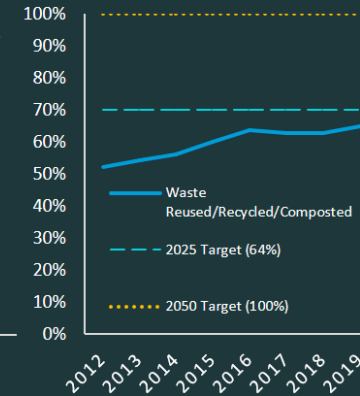 100%
90%
80%
70%
60%
50%
40%
30%
20%
10%
0%
Waste
Reused/Recycled/Composted
2025 Target (64%)
2050 Target (100%)
2012 2013 2014 2015 2016 2017 2018 2019